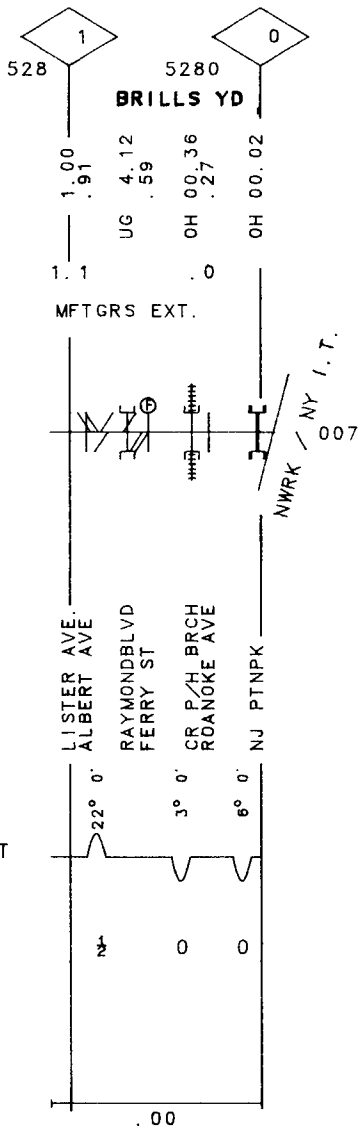 1
0
528
5280
BRILLS YD
1.00
.91
UG 4.12
.59
OH 00.36
.27
OH 00.02
1.1
.0
MFTGRS EXT.
F
NWRK / NY I.T.
007
LISTER AVE.
ALBERT AVE
RAYMONDBLVD
FERRY ST
CR P/H BRCH
ROANOKE AVE
NJ PTNPK
22° 0'
3° 0'
6° 0'
T
½
0
0
.00